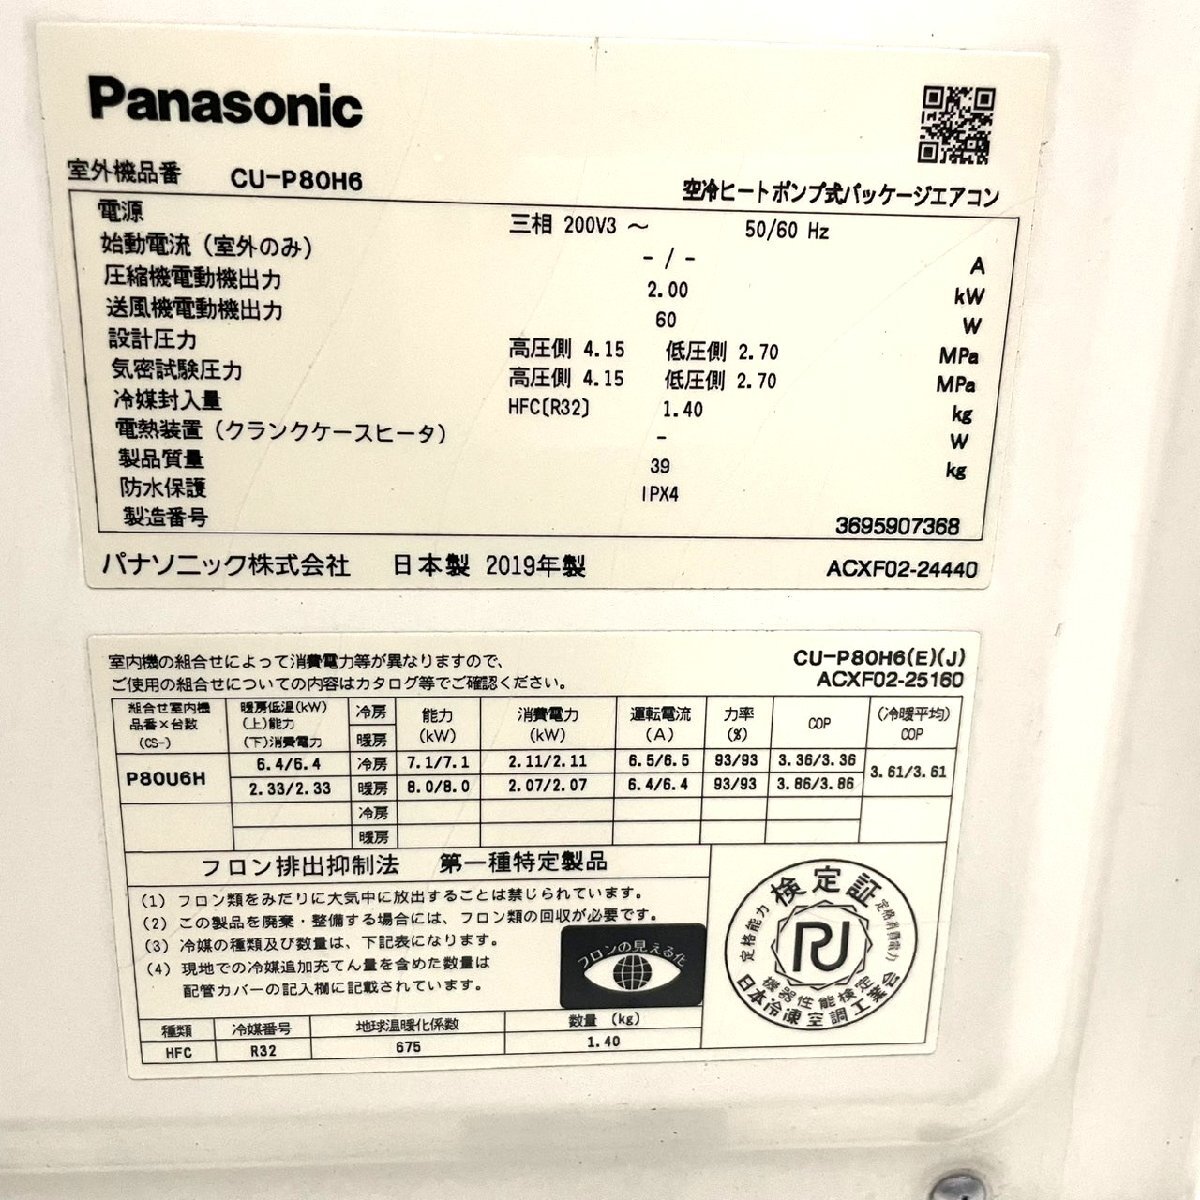 Panasonic
室外機品番 CU-P80H6
空冷ヒートポンプ式パッケージエアコン
電源 三相 200V3 ～ 50/60 Hz
始動電流 (室外のみ) - / - A
圧縮機電動機出力 2.00 kW
送風機電動機出力 60 W
設計圧力 高圧側 4.15 低圧側 2.70 MPa
気密試験圧力 高圧側 4.15 低圧側 2.70 MPa
冷媒封入量 HFC(R32) 1.40 kg
電熱装置 (クランクケースヒータ) - W
製品質量 39 kg
防水保護 IPX4
製造番号 3695907368
パナソニック株式会社 日本製 2019年製 ACXF02-24440
室内機の組合せによって消費電力等が異なりますので、
ご使用の組合せについての内容はカタログ等でご確認ください。
CU-P80H6(E)(J)
ACXF02-25160
組合せ室内機品番×台数 (CS-) 暖房低温(kW) (上)能力 (下)消費電力 冷房 暖房 能力 (kW) 消費電力 (kW) 運転電流 (A) 力率 (%) COP (冷暖平均) COP
P80U6H 6.4/6.4 冷房 7.1/7.1 2.11/2.11 6.5/6.5 93/93 3.36/3.36 3.61/3.61
2.33/2.33 暖房 8.0/8.0 2.07/2.07 6.4/6.4 93/93 3.86/3.86
冷房
暖房
フロン排出抑制法 第一種特定製品
(1) フロン類をみだりに大気中に放出することは禁じられています。
(2) この製品を廃棄・整備する場合には、フロン類の回収が必要です。
(3) 冷媒の種類及び数量は、下記表になります。
(4) 現地での冷媒追加充てん量を含めた数量は
配管カバーの記入欄に記載されています。
フロンの見える化
種類 冷媒番号 地球温暖化係数 数量 (kg)
HFC R32 675 1.40
検定証
定格能力
定格消費電力
機器性能検定
日本冷凍空調工業会